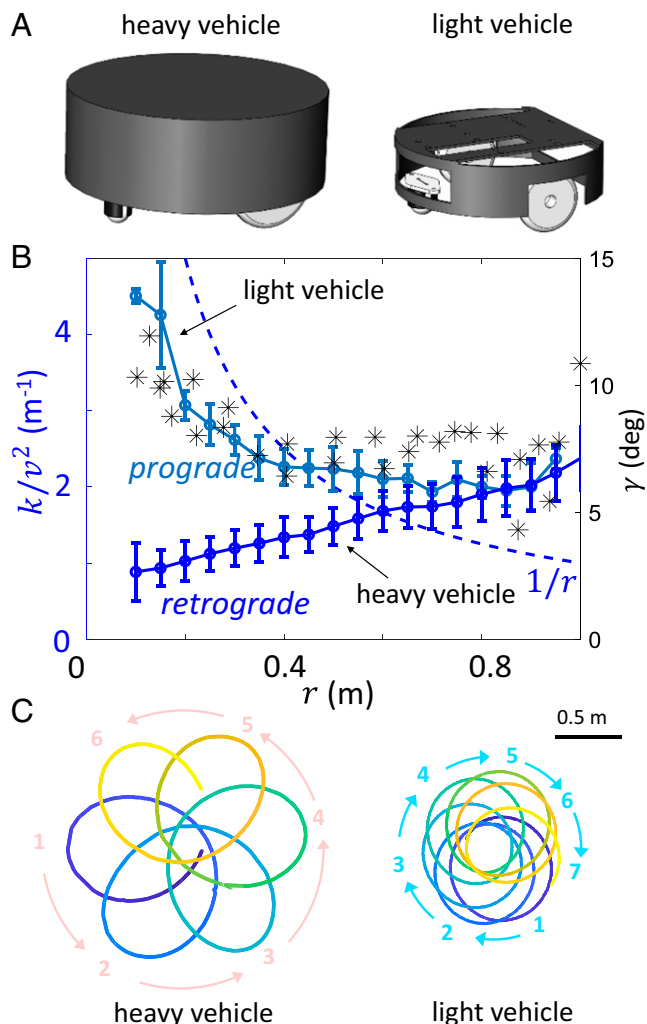 A
heavy vehicle
light vehicle
B
light vehicle
prograde
retrograde
heavy vehicle
1/r
k/v² (m⁻¹)
0
2
4
0
0.4
0.8
r (m)
0
5
10
15
γ (deg)
C
0.5 m
1
2
3
4
5
6
1
2
3
4
5
6
7
heavy vehicle
light vehicle